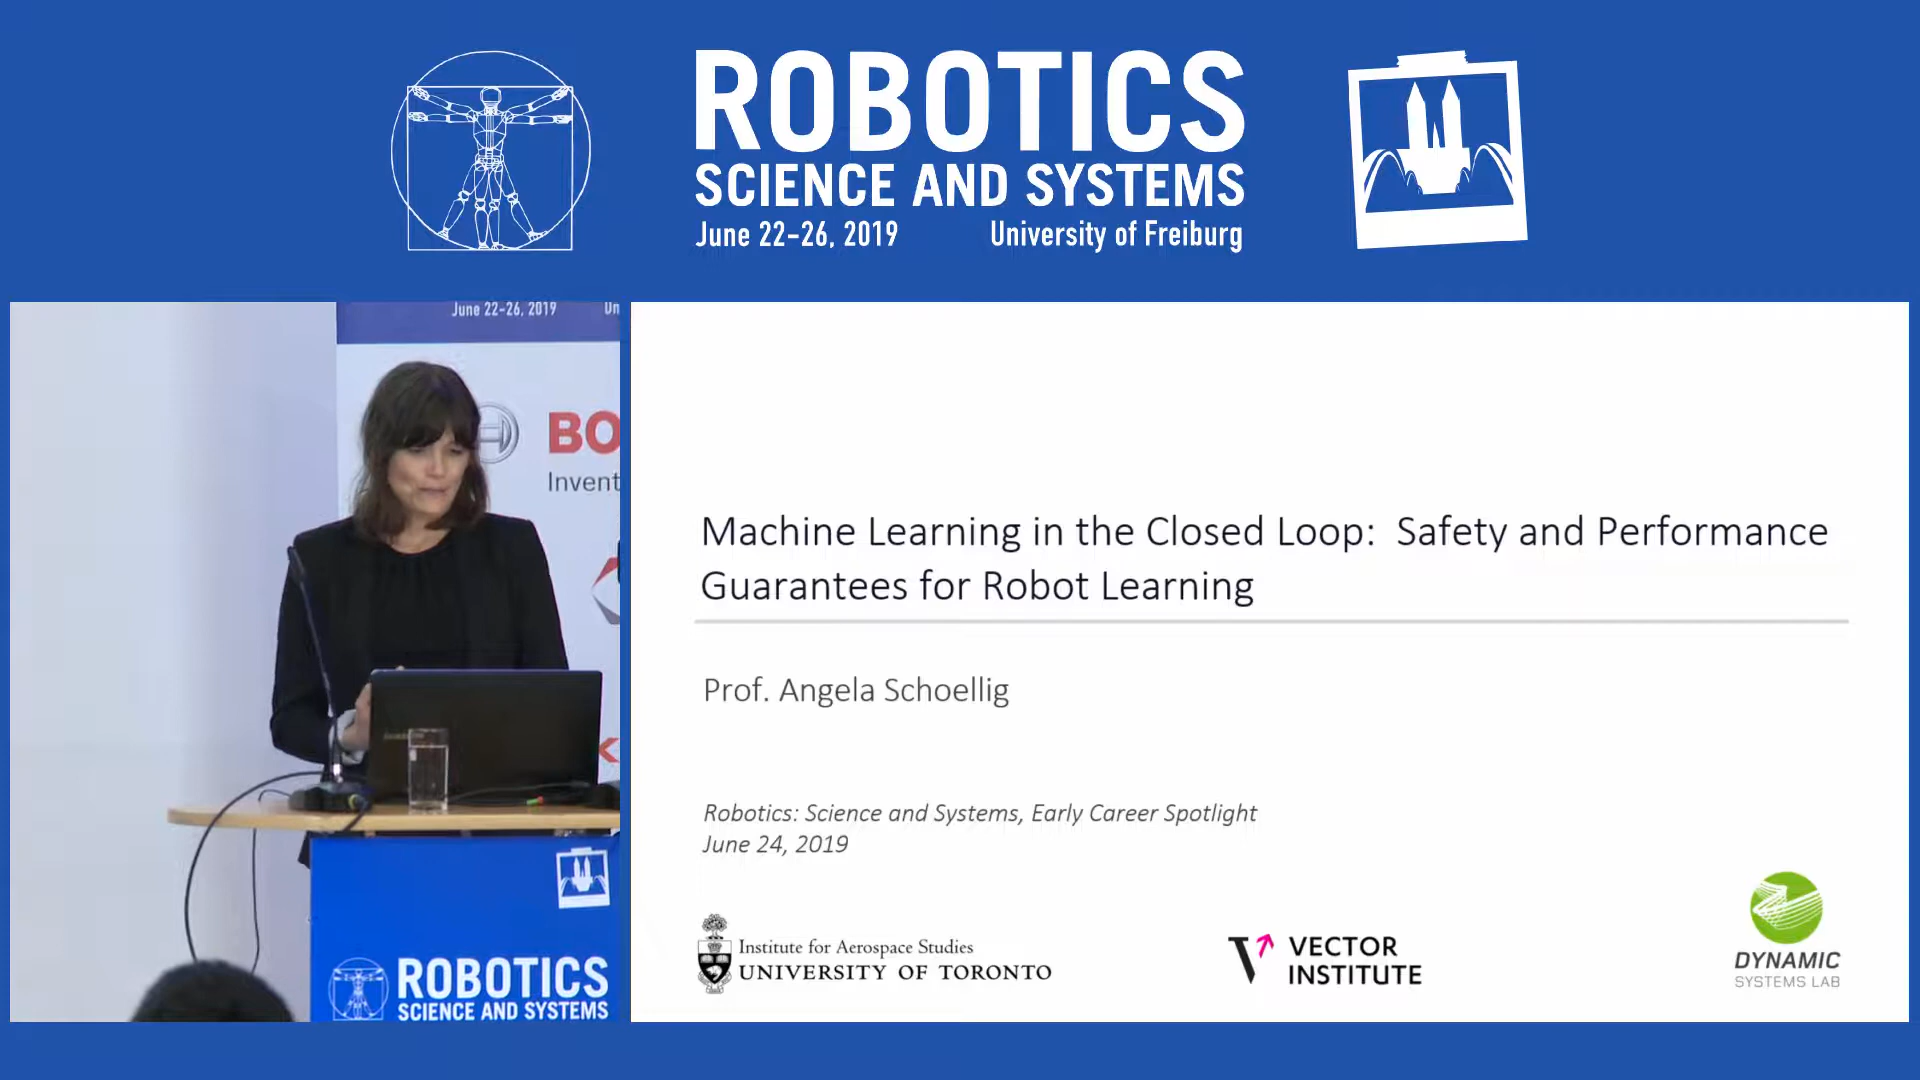 ROBOTICS
SCIENCE AND SYSTEMS
June 22-26, 2019 University of Freiburg
June 22-26, 2019 Un
BO
Invent
ROBOTICS
SCIENCE AND SYSTEMS
Machine Learning in the Closed Loop: Safety and Performance
Guarantees for Robot Learning
Prof. Angela Schoellig
Robotics: Science and Systems, Early Career Spotlight
June 24, 2019
Institute for Aerospace Studies
UNIVERSITY OF TORONTO
VECTOR
INSTITUTE
DYNAMIC
SYSTEMS LAB